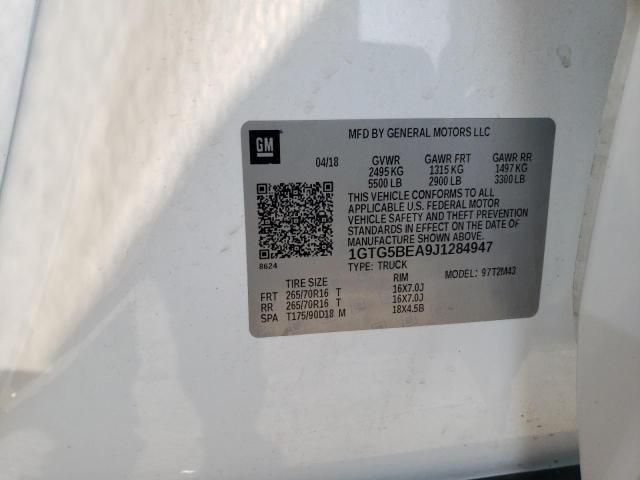 GM
MFD BY GENERAL MOTORS LLC
04/18 GVWR GAWR FRT GAWR RR
2495 KG 1315 KG 1497 KG
5500 LB 2900 LB 3300 LB
THIS VEHICLE CONFORMS TO ALL
APPLICABLE U.S. FEDERAL MOTOR
VEHICLE SAFETY AND THEFT PREVENTION
STANDARDS IN EFFECT ON THE DATE OF
MANUFACTURE SHOWN ABOVE.
1GTG5BEA9J1284947
8624
TYPE: TRUCK MODEL: 97T2M43
TIRE SIZE RIM
FRT 265/70R16 T 16X7.0J
RR 265/70R16 T 16X7.0J
SPA T175/90D18 M 18X4.5B